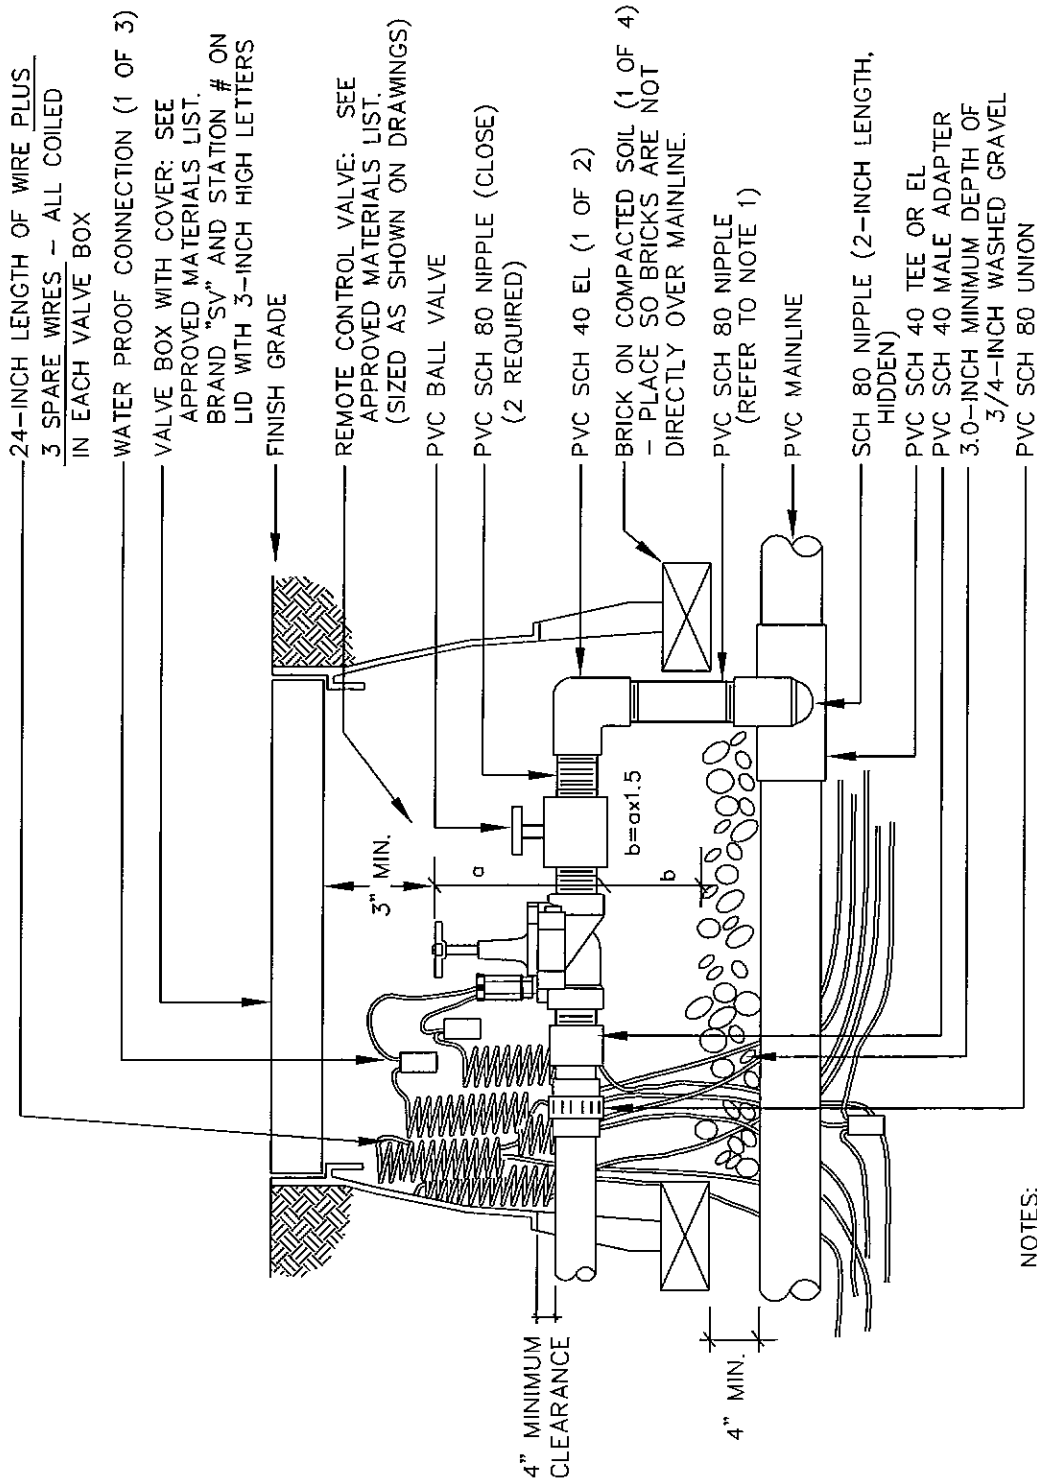 24-INCH LENGTH OF WIRE PLUS
3 SPARE WIRES - ALL COILED
IN EACH VALVE BOX
WATER PROOF CONNECTION (1 OF 3)
VALVE BOX WITH COVER: SEE
APPROVED MATERIALS LIST.
BRAND "SV" AND STATION # ON
LID WITH 3-INCH HIGH LETTERS
FINISH GRADE
REMOTE CONTROL VALVE: SEE
APPROVED MATERIALS LIST.
(SIZED AS SHOWN ON DRAWINGS)
PVC BALL VALVE
PVC SCH 80 NIPPLE (CLOSE)
(2 REQUIRED)
PVC SCH 40 EL (1 OF 2)
BRICK ON COMPACTED SOIL (1 OF 4)
- PLACE SO BRICKS ARE NOT
DIRECTLY OVER MAINLINE.
PVC SCH 80 NIPPLE
(REFER TO NOTE 1)
PVC MAINLINE
SCH 80 NIPPLE (2-INCH LENGTH,
HIDDEN)
PVC SCH 40 TEE OR EL
PVC SCH 40 MALE ADAPTER
3.0-INCH MINIMUM DEPTH OF
3/4-INCH WASHED GRAVEL
PVC SCH 80 UNION
3" MIN.
a
b
b=ax1.5
4" MINIMUM
CLEARANCE
4" MIN.
NOTES: